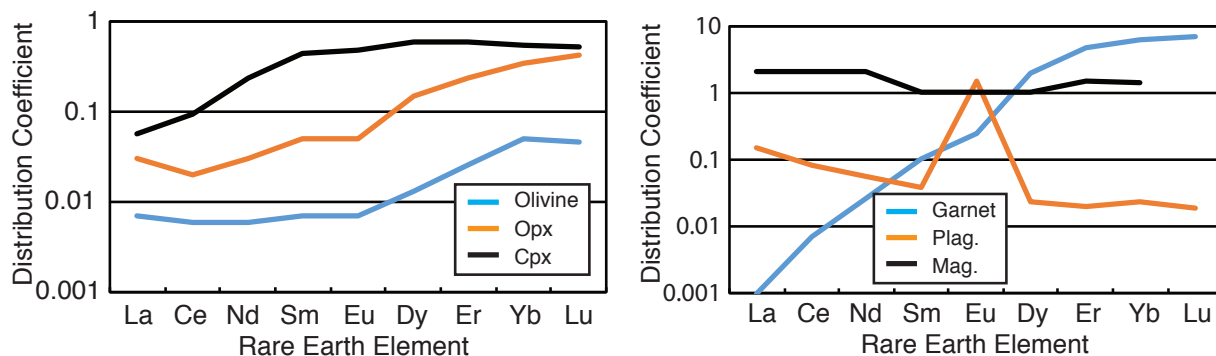 Distribution Coefficient
1
0.1
0.01
0.001
Olivine
Opx
Cpx
La Ce Nd Sm Eu Dy Er Yb Lu
Rare Earth Element
Distribution Coefficient
10
1
0.1
0.01
0.001
Garnet
Plag.
Mag.
La Ce Nd Sm Eu Dy Er Yb Lu
Rare Earth Element